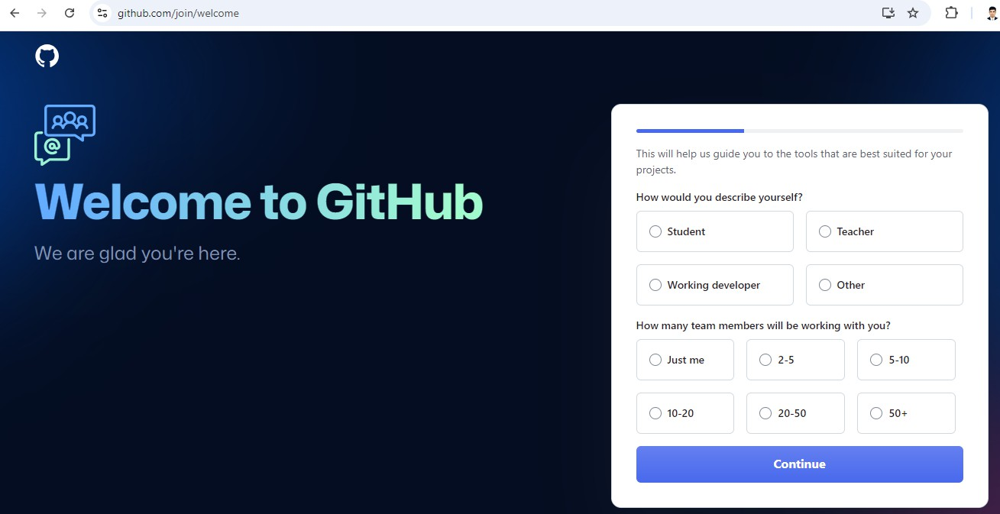 github.com/join/welcome
@
Welcome to GitHub
We are glad you're here.
This will help us guide you to the tools that are best suited for your
projects.
How would you describe yourself?
Student
Teacher
Working developer
Other
How many team members will be working with you?
Just me
2-5
5-10
10-20
20-50
50+
Continue